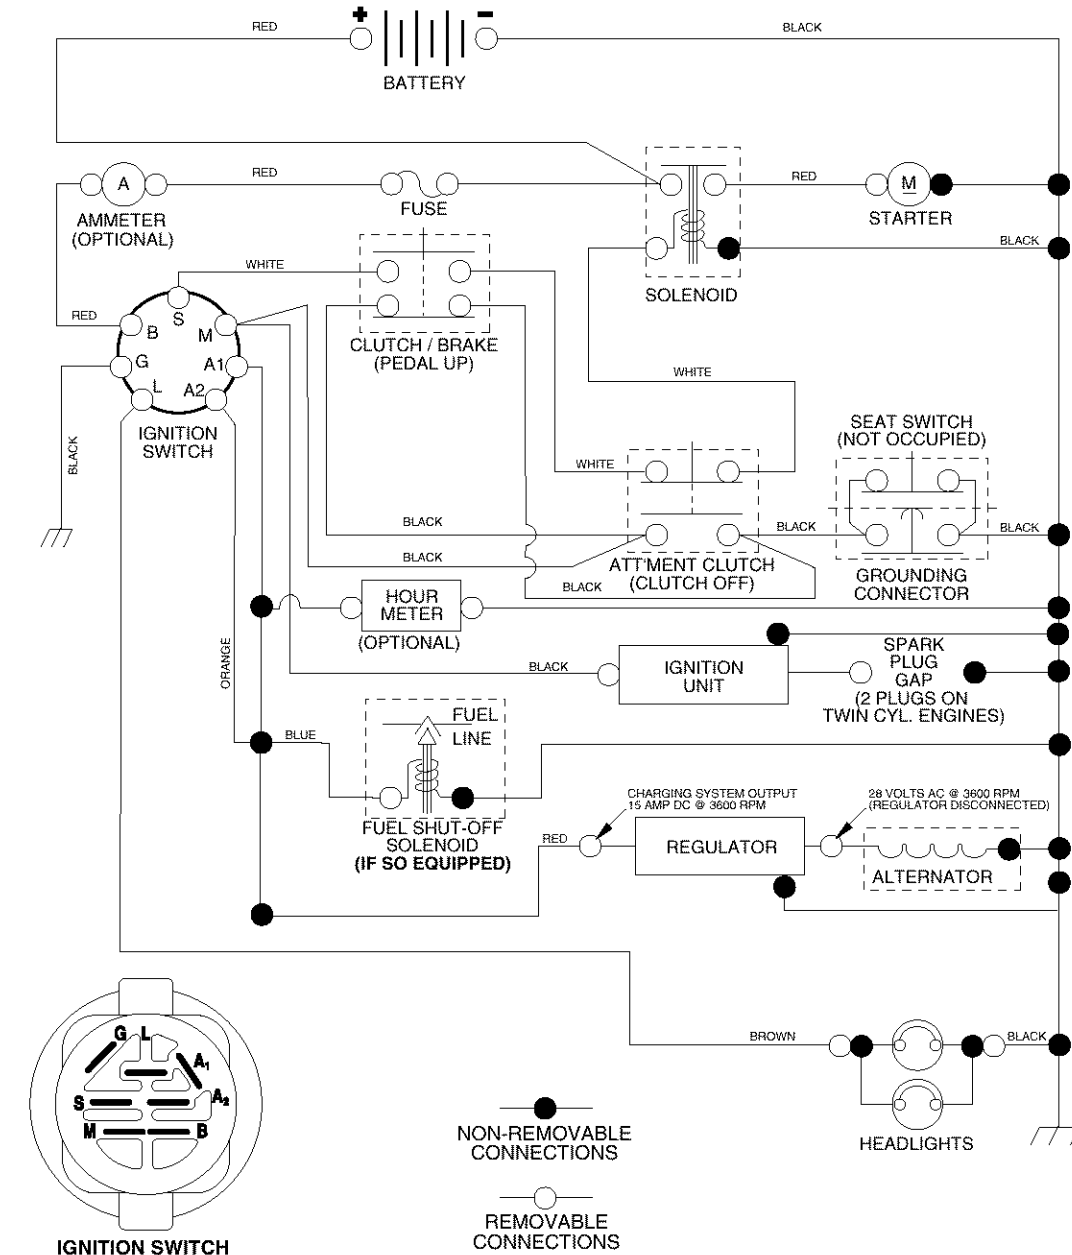 + -
RED
BLACK
BATTERY
A
RED
RED
M
AMMETER
(OPTIONAL)
FUSE
STARTER
BLACK
WHITE
SOLENOID
RED
B
S
M
G
A1
L
A2
CLUTCH / BRAKE
(PEDAL UP)
WHITE
IGNITION
SWITCH
BLACK
SEAT SWITCH
(NOT OCCUPIED)
WHITE
BLACK
BLACK
BLACK
BLACK
ATT'MENT CLUTCH
(CLUTCH OFF)
BLACK
GROUNDING
CONNECTOR
HOUR
METER
(OPTIONAL)
ORANGE
BLACK
IGNITION
UNIT
SPARK
PLUG
GAP
(2 PLUGS ON
TWIN CYL. ENGINES)
FUEL
LINE
BLUE
FUEL SHUT-OFF
SOLENOID
(IF SO EQUIPPED)
CHARGING SYSTEM OUTPUT
15 AMP DC @ 3600 RPM
28 VOLTS AC @ 3600 RPM
(REGULATOR DISCONNECTED)
RED
REGULATOR
ALTERNATOR
BROWN
BLACK
HEADLIGHTS
G
L
A1
A2
S
M
B
IGNITION SWITCH
NON-REMOVABLE
CONNECTIONS
REMOVABLE
CONNECTIONS